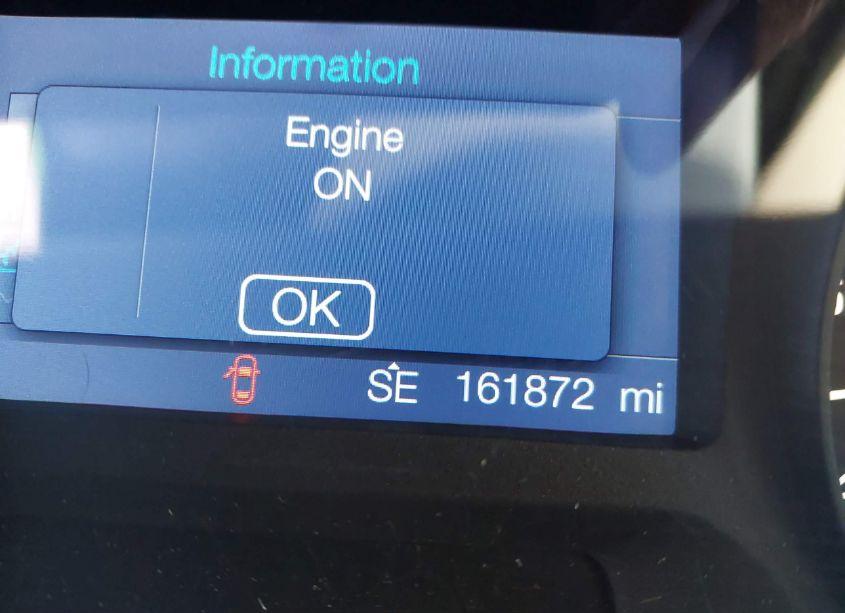 Information
Engine
ON
OK
SE 161872 mi